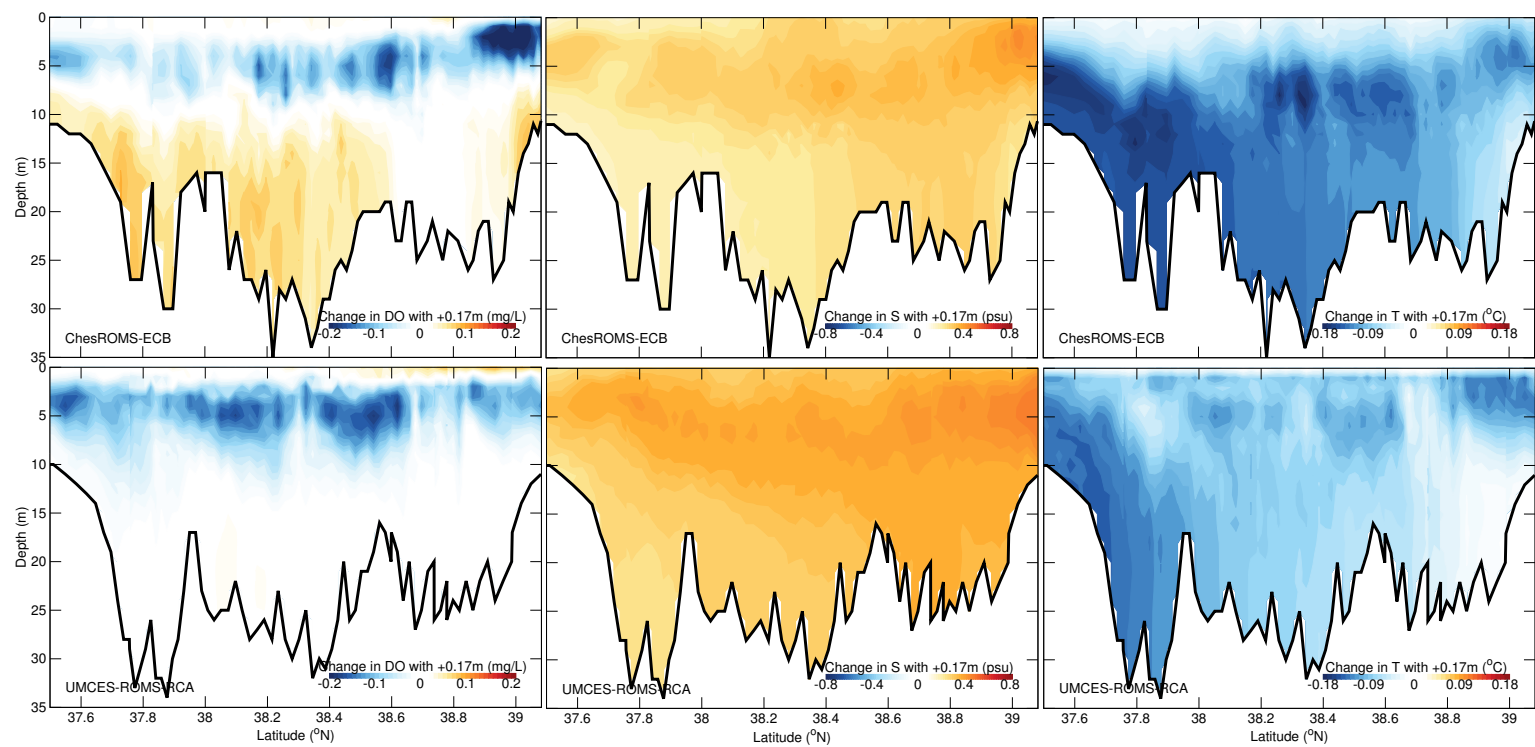 0
5
10
15
20
25
30
35
Depth (m)
ChesROMS-ECB
Change in DO with +0.17m (mg/L)
-0.2 -0.1 0 0.1 0.2
ChesROMS-ECB
Change in S with +0.17m (psu)
-0.8 -0.4 0 0.4 0.8
ChesROMS-ECB
Change in T with +0.17m (oC)
0.18 -0.09 0 0.09 0.18
0
5
10
15
20
25
30
35
Depth (m)
UMCES-ROMS-RCA
Change in DO with +0.17m (mg/L)
-0.2 -0.1 0 0.1 0.2
37.6 37.8 38 38.2 38.4 38.6 38.8 39
Latitude (oN)
UMCES-ROMS-RCA
Change in S with +0.17m (psu)
-0.8 -0.4 0 0.4 0.8
37.6 37.8 38 38.2 38.4 38.6 38.8 39
Latitude (oN)
UMCES-ROMS-RCA
Change in T with +0.17m (oC)
-0.18 -0.09 0 0.09 0.18
37.6 37.8 38 38.2 38.4 38.6 38.8 39
Latitude (oN)